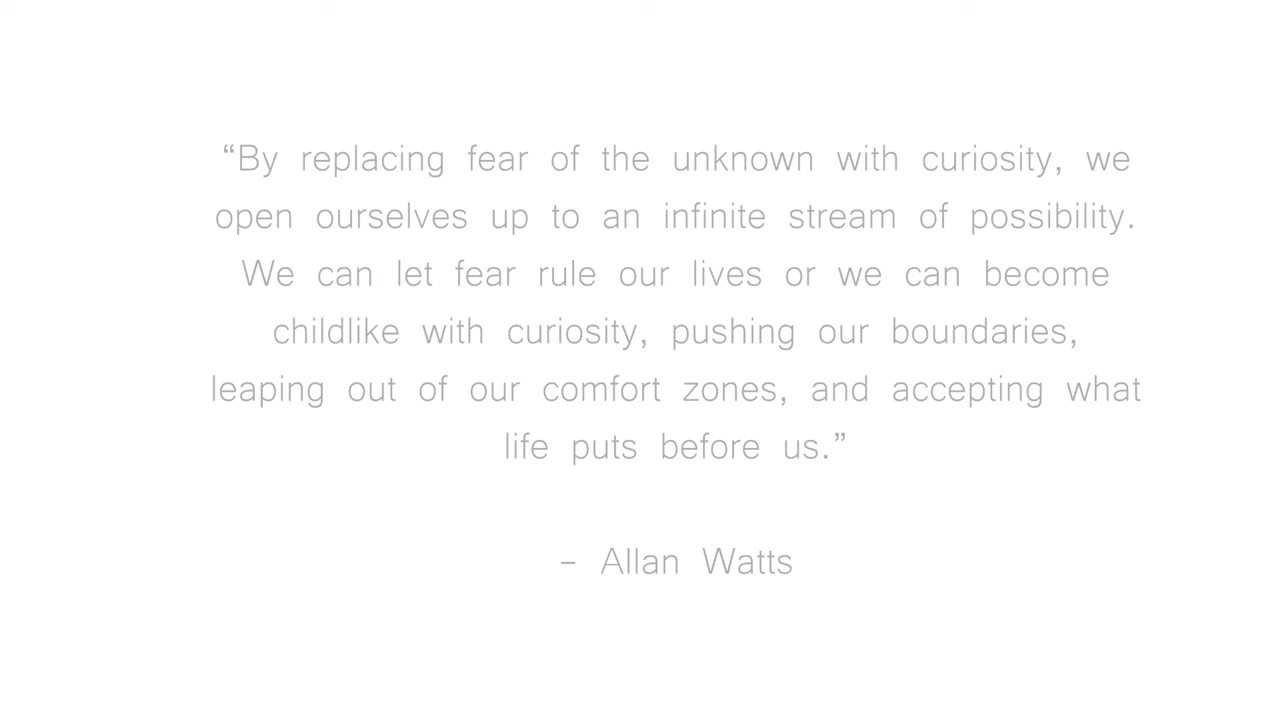 “By replacing fear of the unknown with curiosity, we
open ourselves up to an infinite stream of possibility.
We can let fear rule our lives or we can become
childlike with curiosity, pushing our boundaries,
leaping out of our comfort zones, and accepting what
life puts before us.”
– Allan Watts